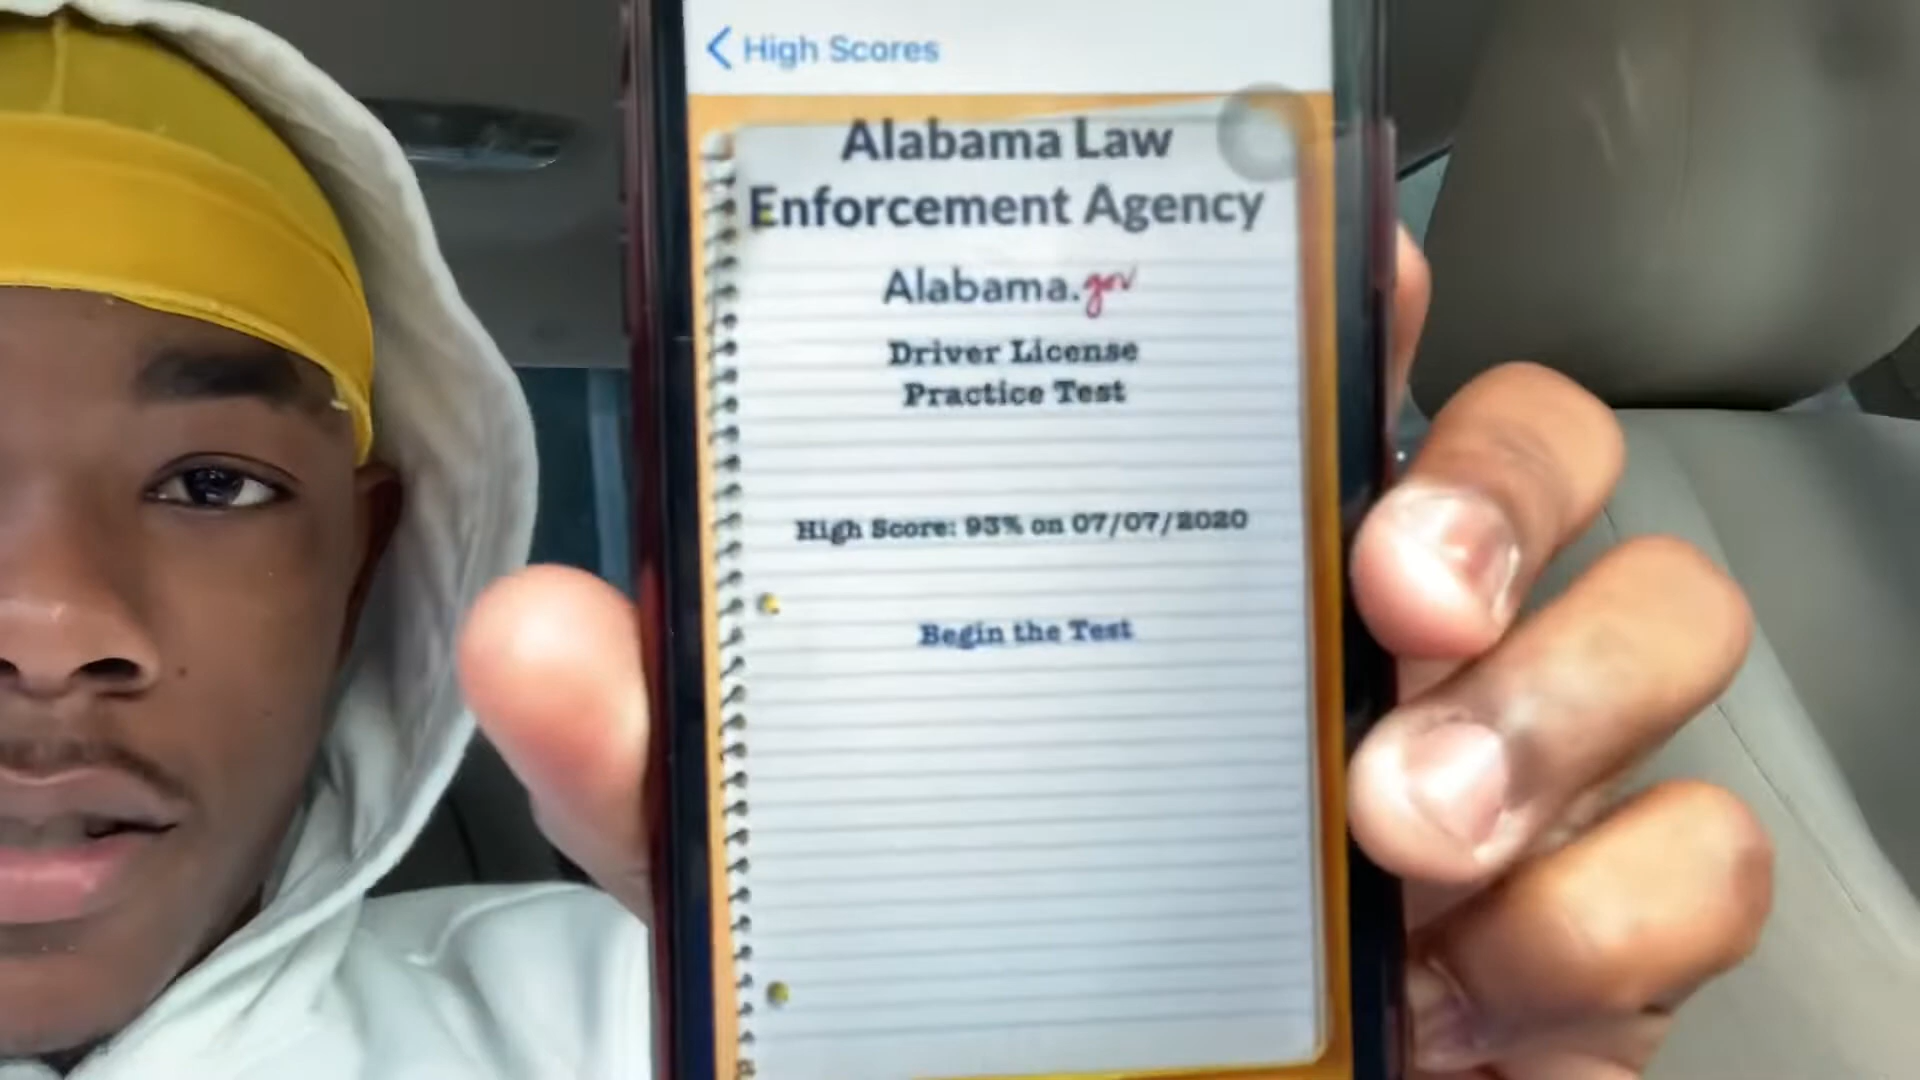 High Scores
Alabama Law
Enforcement Agency
Alabama.gov
Driver License
Practice Test
High Score: 93% on 07/07/2020
Begin the Test